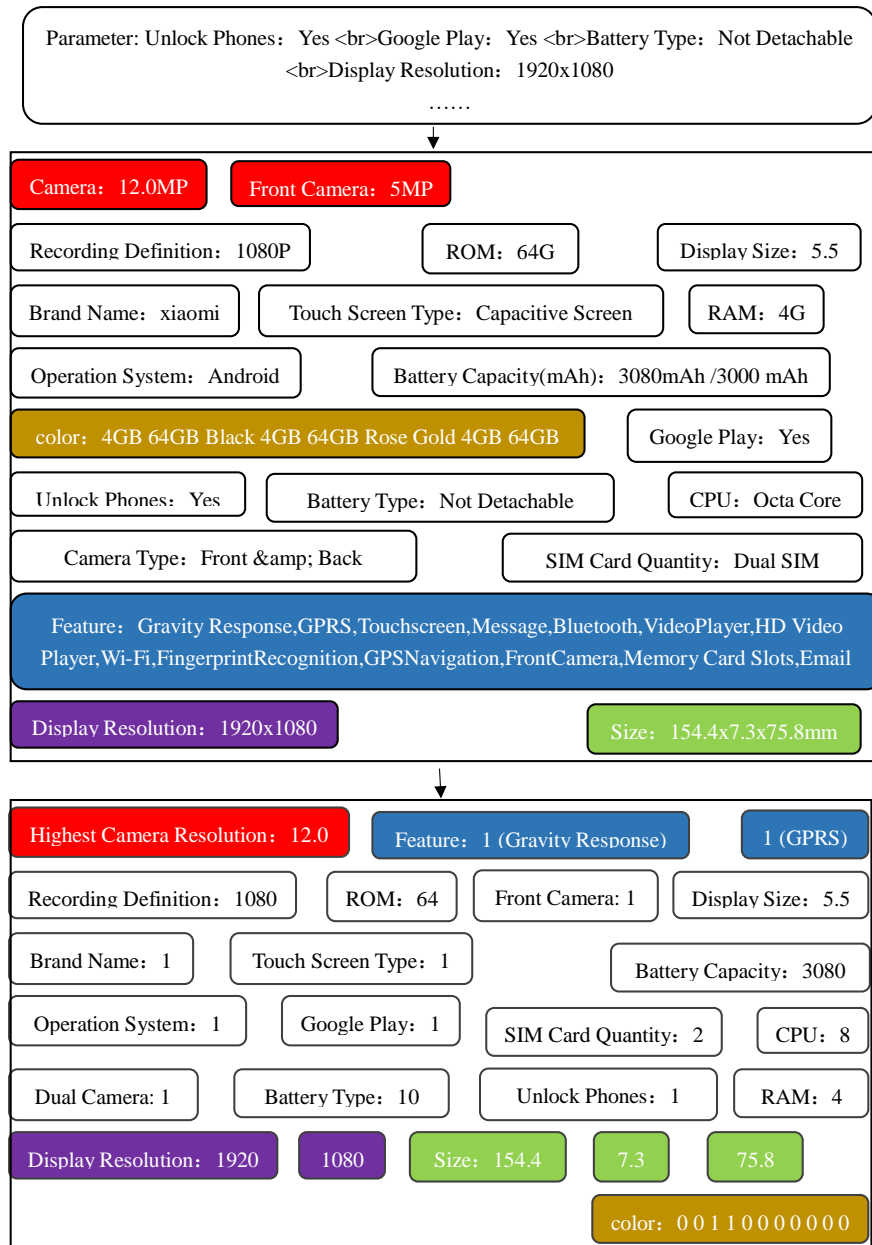 Parameter: Unlock Phones：Yes <br>Google Play：Yes <br>Battery Type：Not Detachable
<br>Display Resolution：1920x1080
……
Camera：12.0MP
Front Camera：5MP
Recording Definition：1080P
ROM：64G
Display Size：5.5
Brand Name：xiaomi
Touch Screen Type：Capacitive Screen
RAM：4G
Operation System：Android
Battery Capacity(mAh)：3080mAh /3000 mAh
color：4GB 64GB Black 4GB 64GB Rose Gold 4GB 64GB
Google Play：Yes
Unlock Phones：Yes
Battery Type：Not Detachable
CPU：Octa Core
Camera Type：Front &amp; Back
SIM Card Quantity：Dual SIM
Feature：Gravity Response,GPRS,Touchscreen,Message,Bluetooth,VideoPlayer,HD Video
Player,Wi-Fi,FingerprintRecognition,GPSNavigation,FrontCamera,Memory Card Slots,Email
Display Resolution：1920x1080
Size：154.4x7.3x75.8mm
Highest Camera Resolution：12.0
Feature：1 (Gravity Response)
1 (GPRS)
Recording Definition：1080
ROM：64
Front Camera: 1
Display Size：5.5
Brand Name：1
Touch Screen Type：1
Battery Capacity：3080
Operation System：1
Google Play：1
SIM Card Quantity：2
CPU：8
Dual Camera: 1
Battery Type：10
Unlock Phones：1
RAM：4
Display Resolution：1920
1080
Size：154.4
7.3
75.8
color：0 0 1 1 0 0 0 0 0 0 0